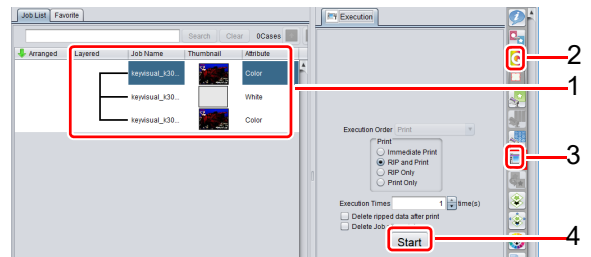 Job List Favorite
Search Clear 0Cases
Arranged Layered Job Name Thumbnail Attribute
keyvisual_k30... Color
keyvisual_k30... White
keyvisual_k30... Color
Execution
Execution Order Print
Print
Immediate Print
RIP and Print
RIP Only
Print Only
Execution Times 1 time(s)
Delete ripped data after print
Delete Job
Start
2
1
3
4